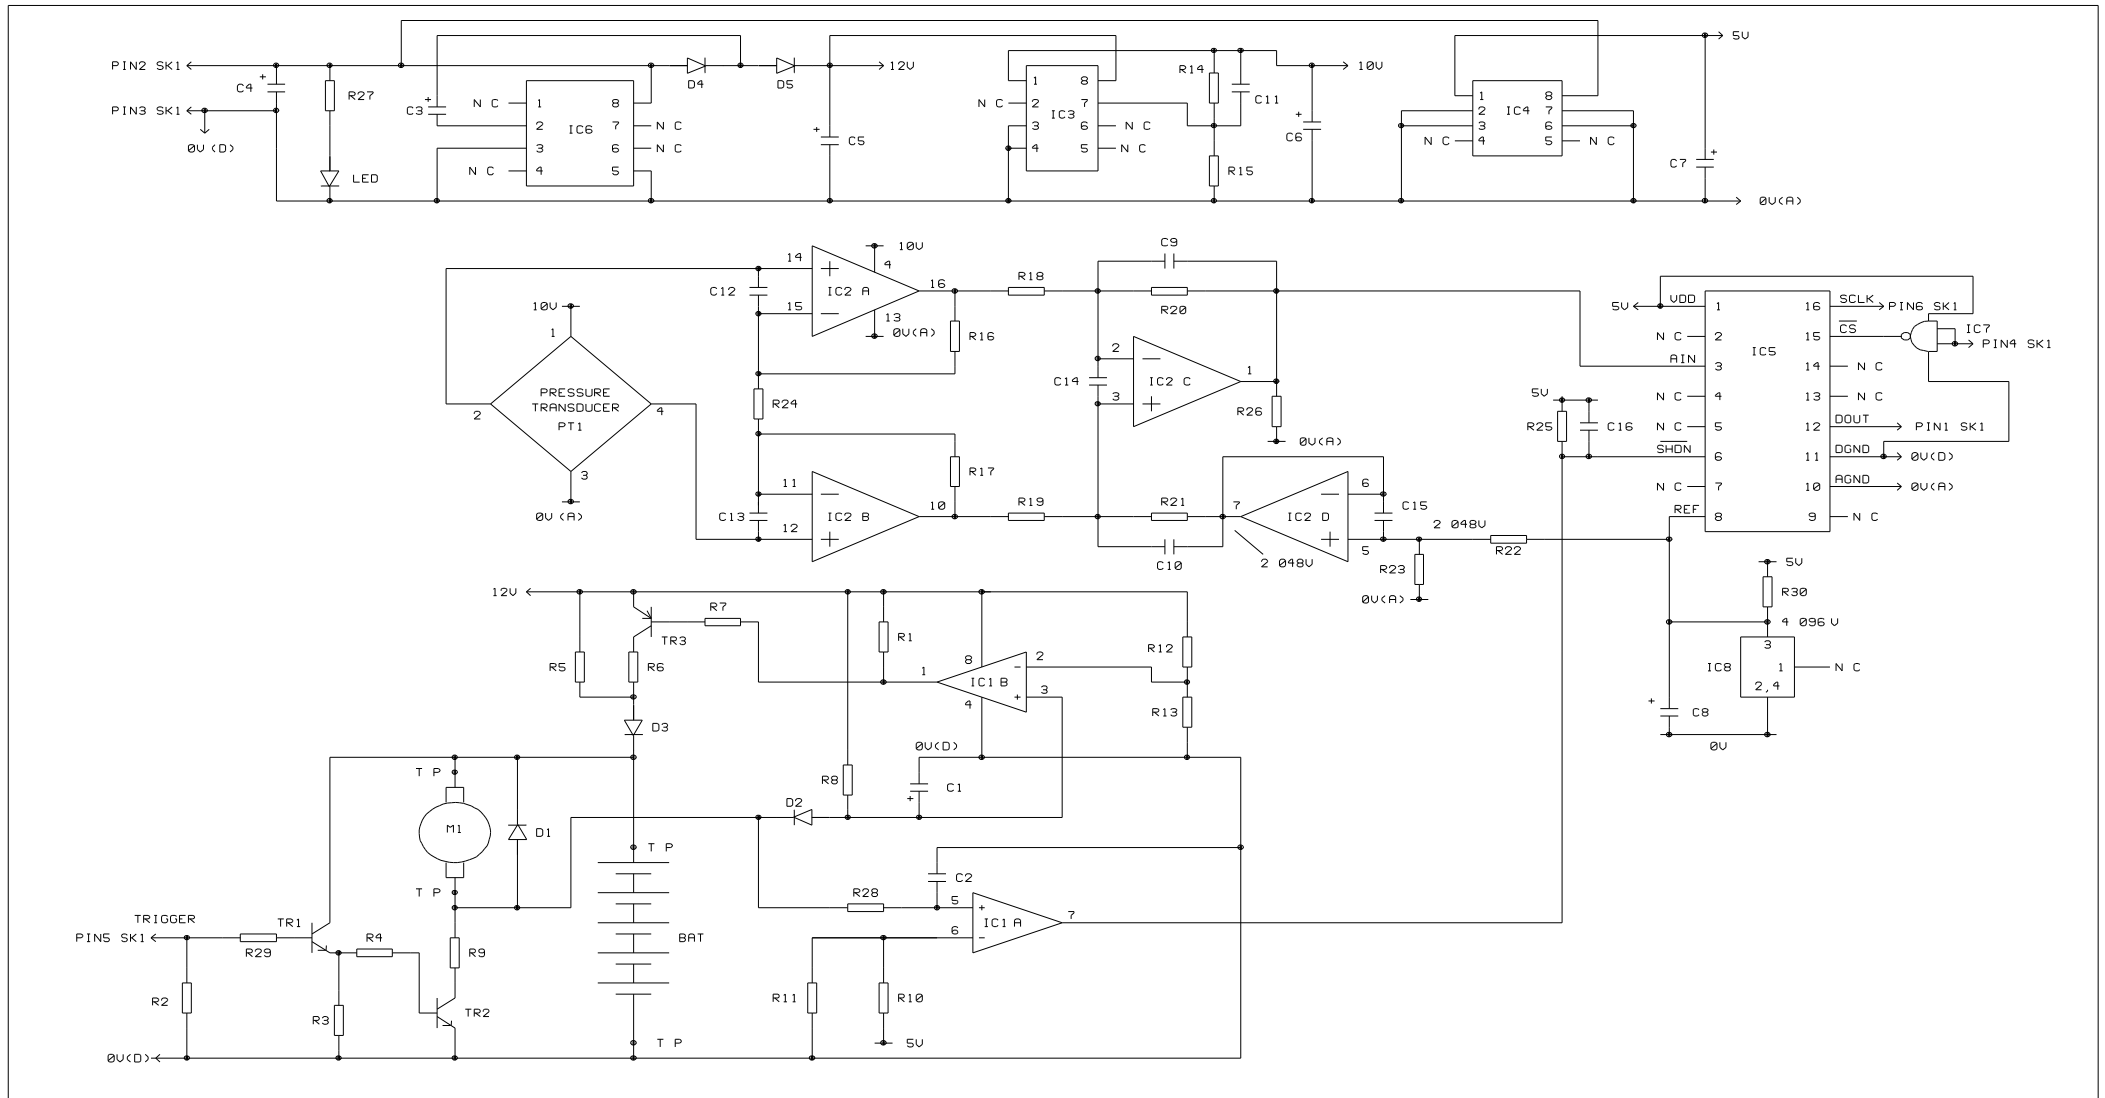 PIN2 SK1
C4
+
R27
C3
+
N C
1
2
3
4
N C
IC6
8
7
6
5
N C
N C
D4
D5
12V
+
C5
PIN3 SK1
0V (D)
LED
N C
1
2
3
4
IC3
8
7
6
5
N C
N C
R14
C11
R15
10V
+
C6
1
2
3
4
N C
IC4
8
7
6
5
N C
5V
C7
+
0V(A)
10V
1
2
PRESSURE
TRANSDUCER
PT1
4
3
0V (A)
C12
14
15
IC2 A
10V
4
16
13
0V(A)
R16
R24
R17
C13
11
12
IC2 B
10
R18
R19
C9
R20
C14
2
3
IC2 C
1
R26
0V(A)
R21
C10
7
IC2 D
6
5
C15
2 048V
2 048V
R23
0V(A)
R22
5V
R25
C16
5V
VDD
N C
AIN
N C
N C
SHDN
N C
REF
1
2
3
4
5
6
7
8
IC5
16
15
14
13
12
11
10
9
SCLK
PIN6 SK1
CS
IC7
PIN4 SK1
N C
N C
DOUT
PIN1 SK1
DGND
0V(D)
AGND
0V(A)
N C
5V
R30
4 096 V
IC8
3
1
2,4
N C
+
C8
0V
12V
R5
TR3
R6
R7
R1
1
8
IC1 B
4
2
3
R12
R13
D3
0V(D)
R8
C1
+
D2
T P
M1
T P
D1
T P
BAT
T P
R28
C2
5
6
IC1 A
7
R11
R10
5V
TRIGGER
PIN5 SK1
R29
TR1
R4
R9
R2
R3
TR2
0V(D)